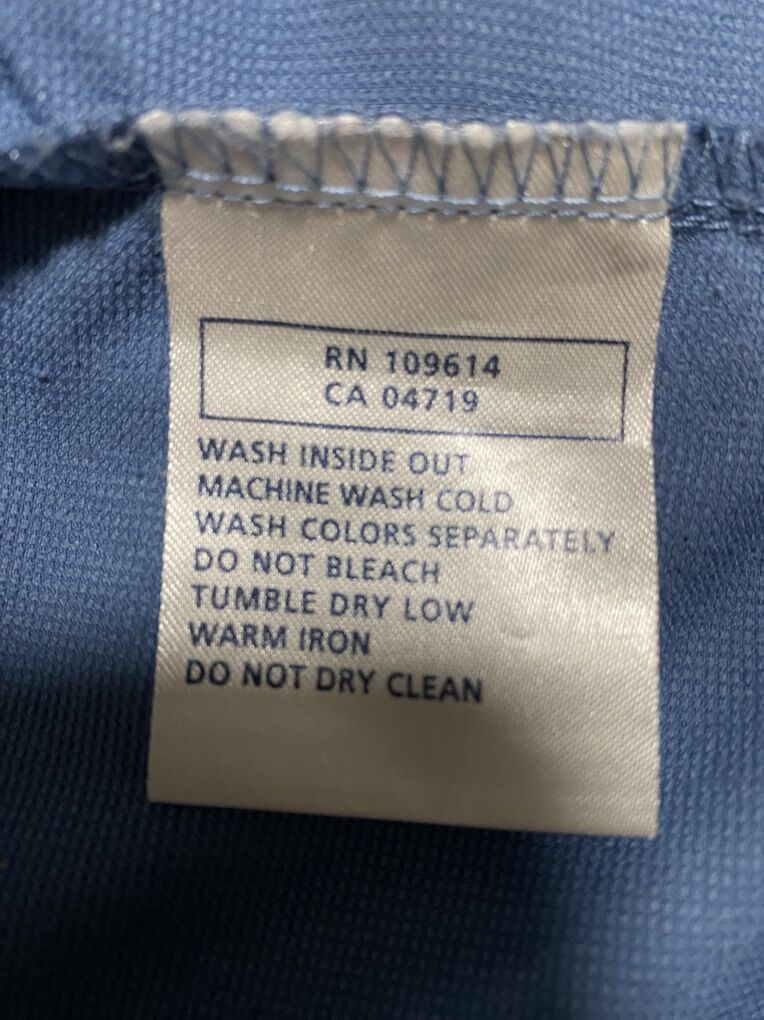 RN 109614
CA 04719
WASH INSIDE OUT
MACHINE WASH COLD
WASH COLORS SEPARATELY
DO NOT BLEACH
TUMBLE DRY LOW
WARM IRON
DO NOT DRY CLEAN